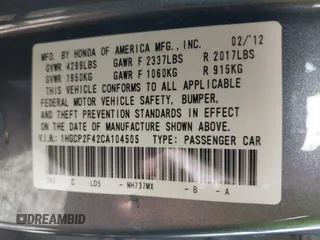 MFD. BY HONDA OF AMERICA MFG., INC. 02/'12
GVWR 4299LBS GAWR F 2337LBS R 2017LBS
GVWR 1950KG GAWR F 1060KG R 915KG
THIS VEHICLE CONFORMS TO ALL APPLICABLE
FEDERAL MOTOR VEHICLE SAFETY, BUMPER,
AND THEFT PREVENTION STANDARDS IN EFFECT
ON THE DATE OF MANUFACTURE SHOWN ABOVE.
V.I.N.: 1HGCP2F42CA104505 TYPE: PASSENGER CAR
C LD5 - NH737MX - B - A
DREAMBID